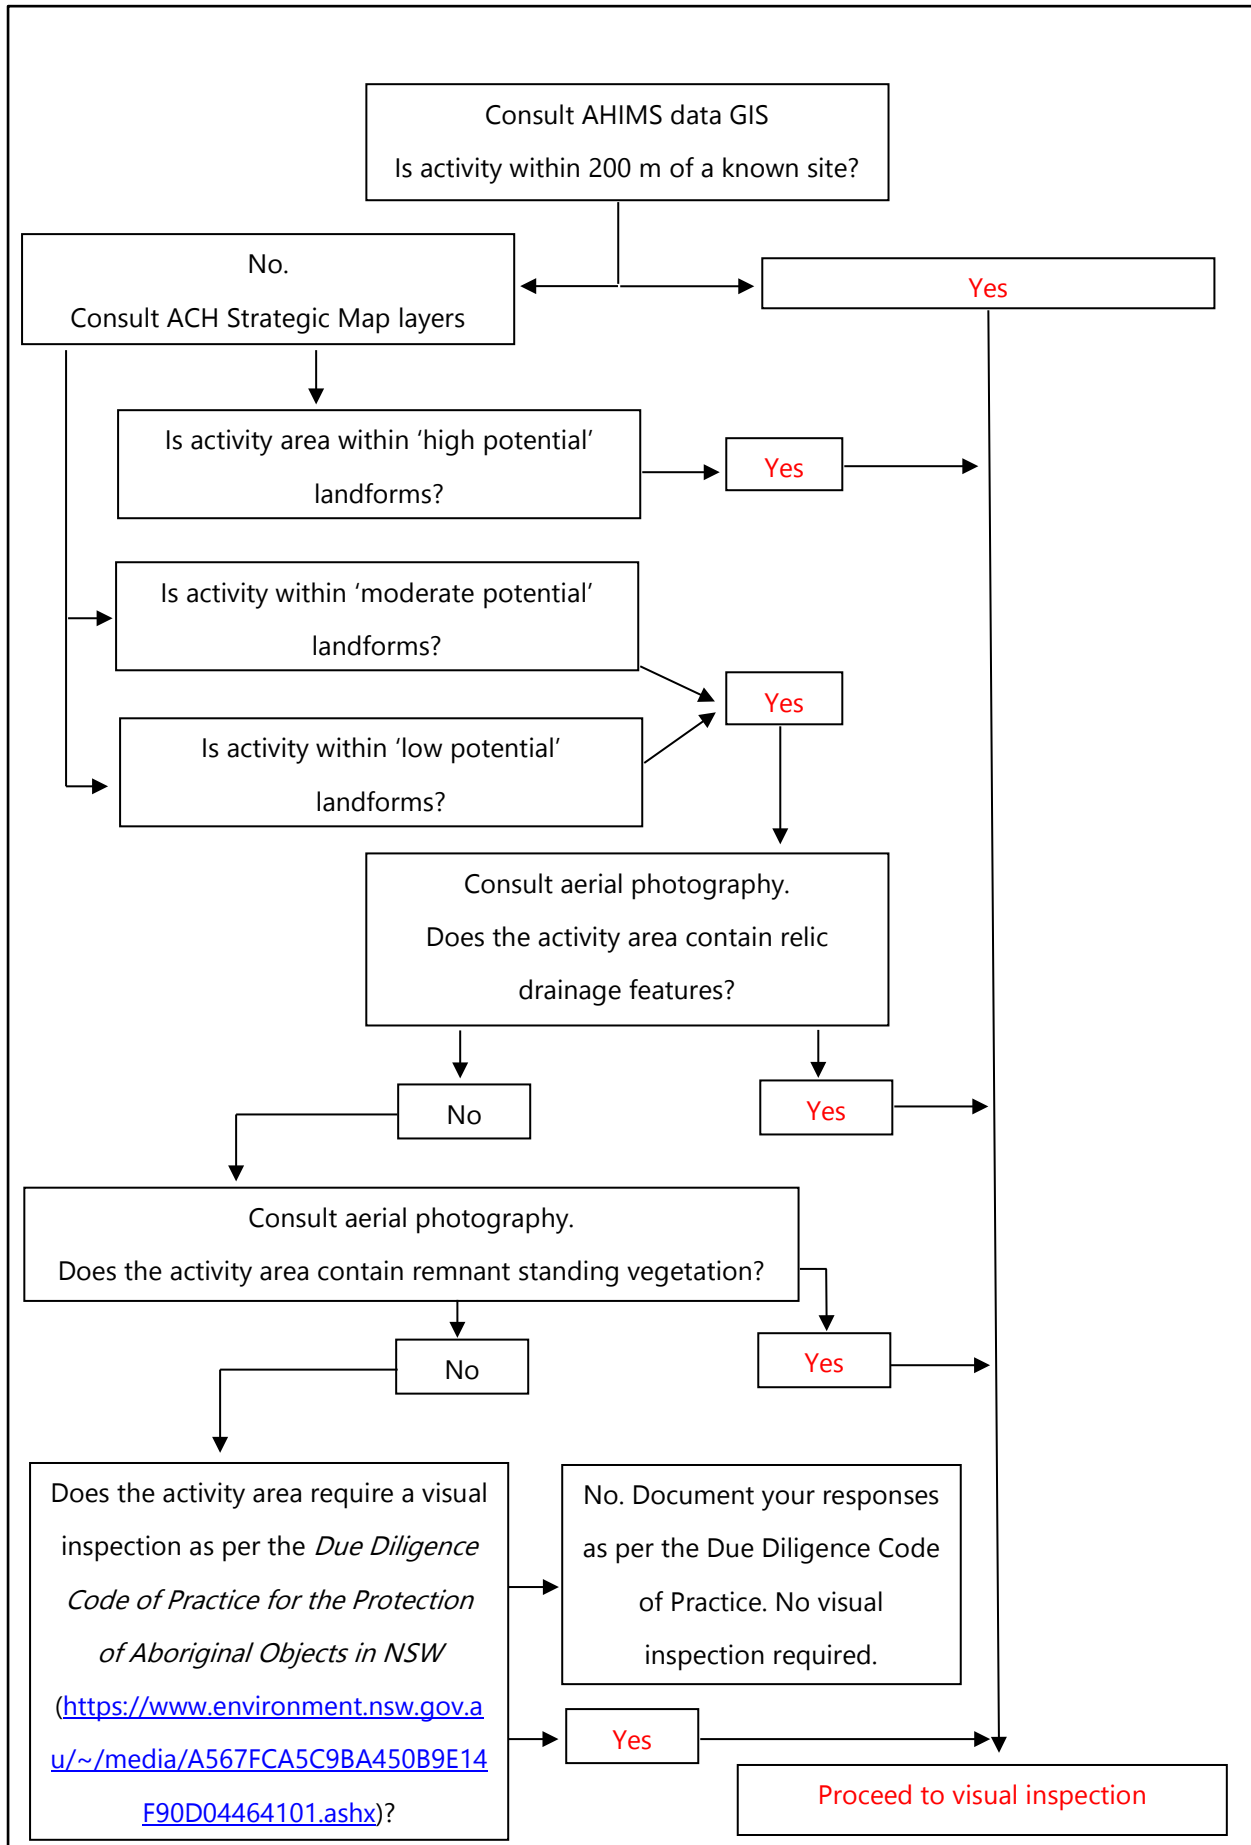 Consult AHIMS data GIS
Is activity within 200 m of a known site?
No.
Consult ACH Strategic Map layers
Yes
Is activity area within ‘high potential’
landforms?
Yes
Is activity within ‘moderate potential’
landforms?
Yes
Is activity within ‘low potential’
landforms?
Consult aerial photography.
Does the activity area contain relic
drainage features?
No
Yes
Consult aerial photography.
Does the activity area contain remnant standing vegetation?
No
Yes
Does the activity area require a visual
inspection as per the Due Diligence
Code of Practice for the Protection
of Aboriginal Objects in NSW
(https://www.environment.nsw.gov.a
u/~/media/A567FCA5C9BA450B9E14
F90D04464101.ashx)?
No. Document your responses
as per the Due Diligence Code
of Practice. No visual
inspection required.
Yes
Proceed to visual inspection